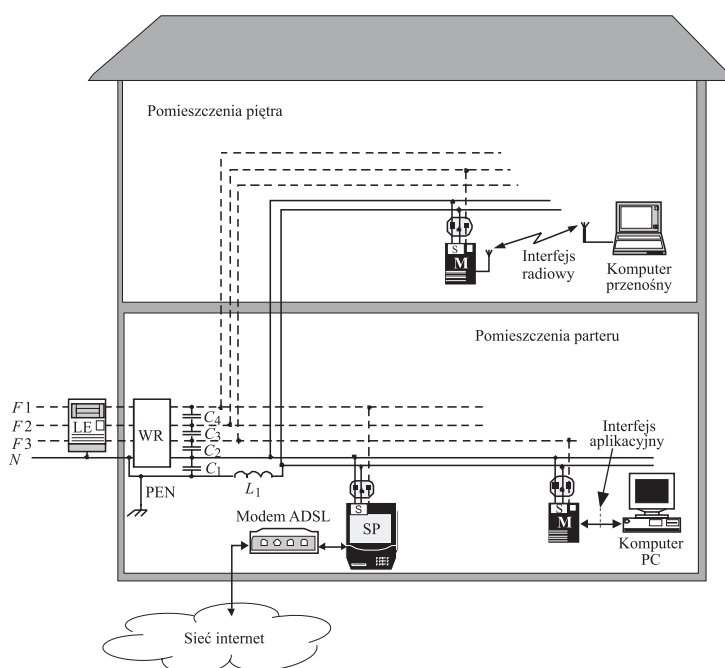 Pomieszczenia piętra
S
M
Interfejs
radiowy
Komputer
przenośny
Pomieszczenia parteru
F1
F2
F3
N
LE
WR
C4
C3
C2
C1
PEN
L1
Interfejs
aplikacyjny
S
SP
S
M
Modem ADSL
Komputer
PC
Sieć internet